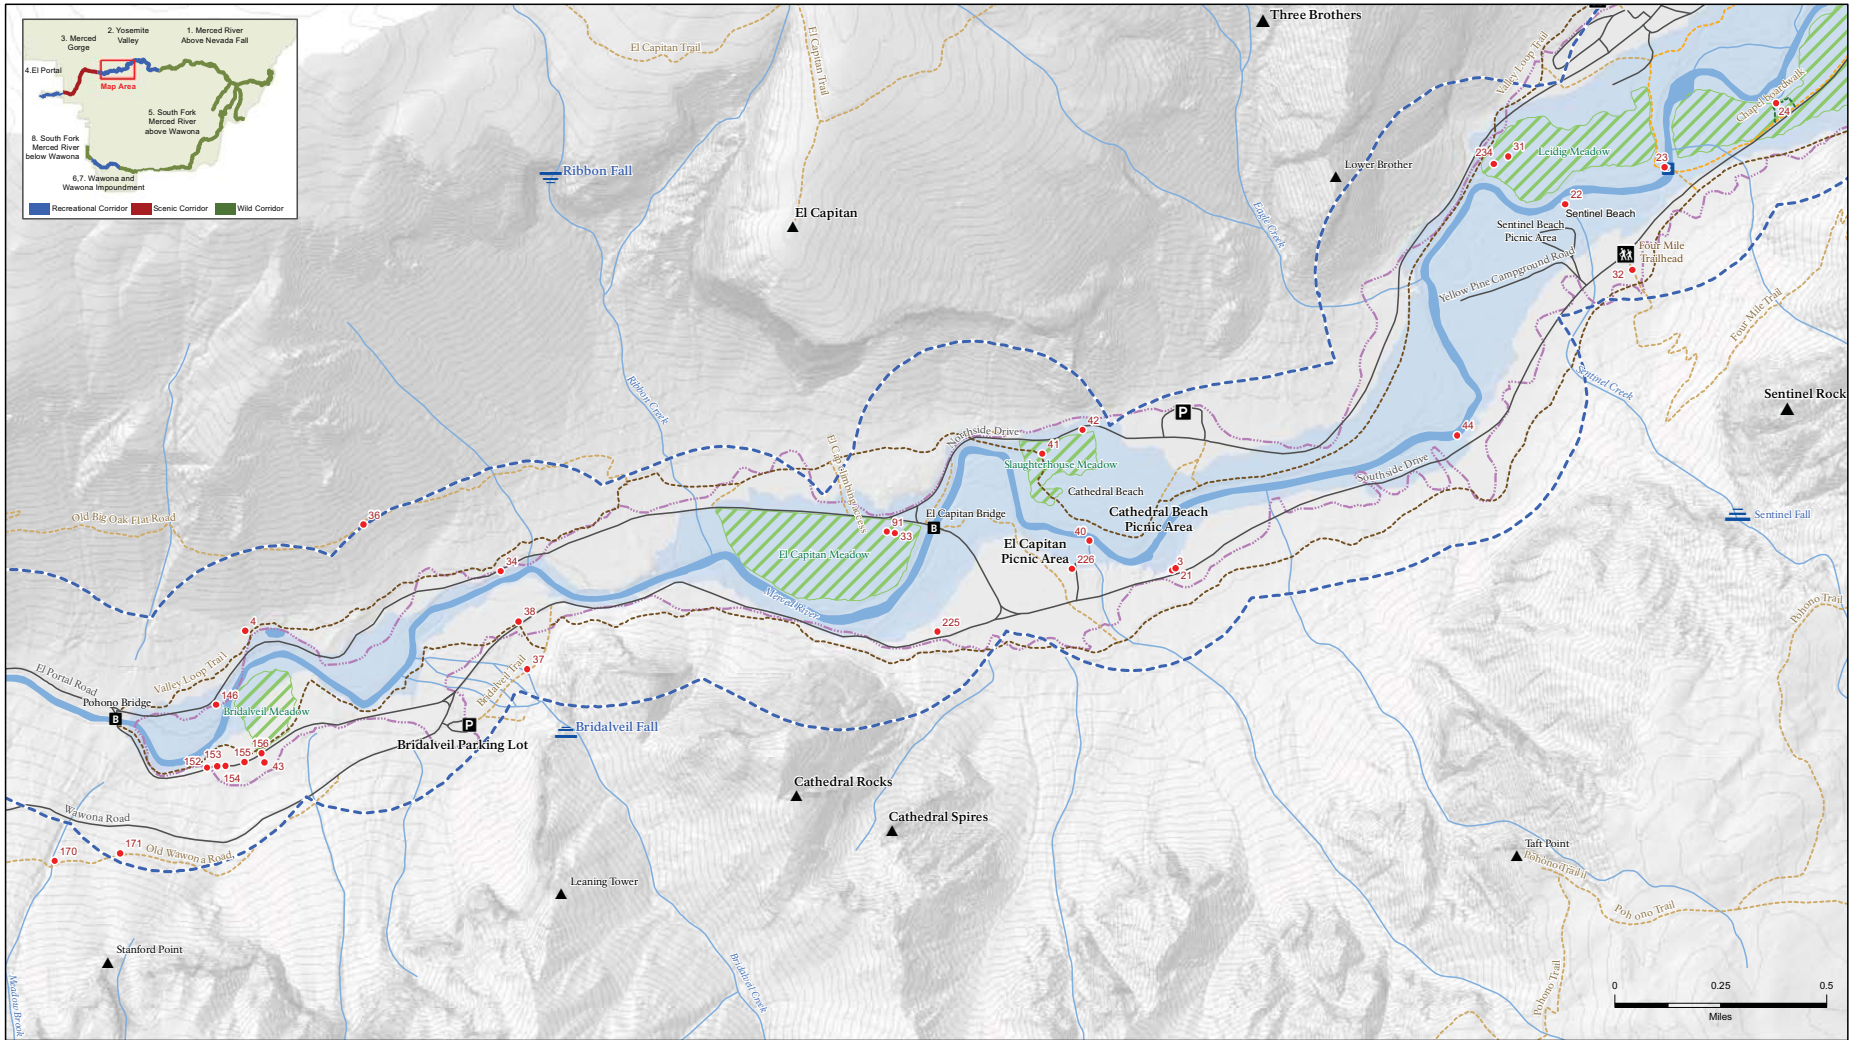 3. Merced
Gorge
2. Yosemite
Valley
1. Merced River
Above Nevada Fall
4.El Portal
Map Area
5. South Fork
Merced River
above Wawona
8. South Fork
Merced River
below Wawona
6,7. Wawona and
Wawona Impoundment
Recreational Corridor
Scenic Corridor
Wild Corridor
El Capitan Trail
El Capitan Trail
Three Brothers
Valley Loop Trail
Chapel Boardwalk
24
Ribbon Fall
El Capitan
Lower Brother
Eagle Creek
234
31
Leidig Meadow
23
22
Sentinel Beach
Sentinel Beach
Picnic Area
Yellow Pine Campground Road
Four Mile
Trailhead
32
Four Mile Trail
Sentinel Creek
Sentinel Rock
Ribbon Creek
P
Northside Drive
42
41
Slaughterhouse Meadow
Cathedral Beach
Cathedral Beach
Picnic Area
44
Southside Drive
El Cap climbing access
Old Big Oak Flat Road
36
El Capitan Bridge
B
91
33
El Capitan Meadow
El Capitan
Picnic Area
40
226
3
21
Sentinel Fall
34
Merced River
38
225
4
37
Pohono Trail
Valley Loop Trail
El Portal Road
Pohono Bridge
B
146
Bridalveil Meadow
Bridalveil Trail
P
Bridalveil Parking Lot
Bridalveil Fall
152
153
154
155
156
43
Cathedral Rocks
Cathedral Spires
Wawona Road
170
171
Old Wawona Road
Leaning Tower
Taft Point
Pohono Trail
Pohono Trail
Stanford Point
Meadow Brook
Bridalveil Creek
Pohono Trail
0
0.25
0.5
Miles